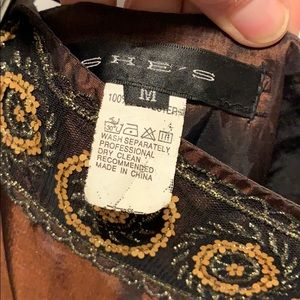 SHE'S
M
100%
WASH SEPARATELY
PROFESSIONAL
DRY CLEAN
RECOMMENDED
MADE IN CHINA